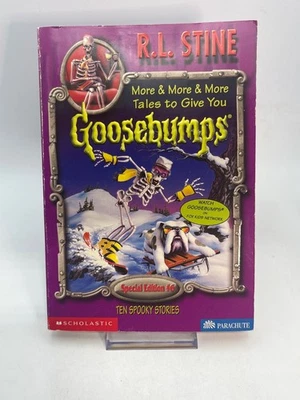 R.L. STINE
More & More & More
Tales to Give You
Goosebumps®
WATCH
GOOSEBUMPS®
ON
FOX KIDS NETWORK
Special Edition #6
TEN SPOOKY STORIES
SCHOLASTIC
PARACHUTE